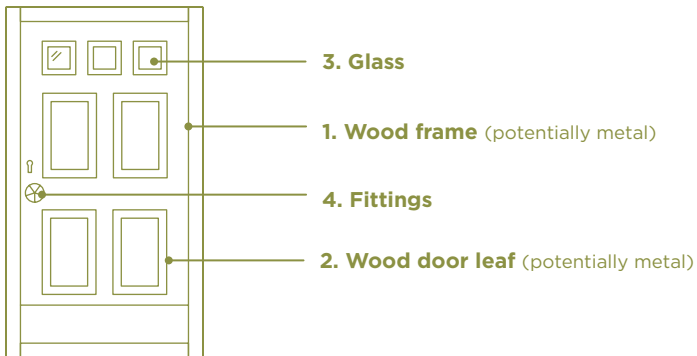 3. Glass
1. Wood frame (potentially metal)
4. Fittings
2. Wood door leaf (potentially metal)